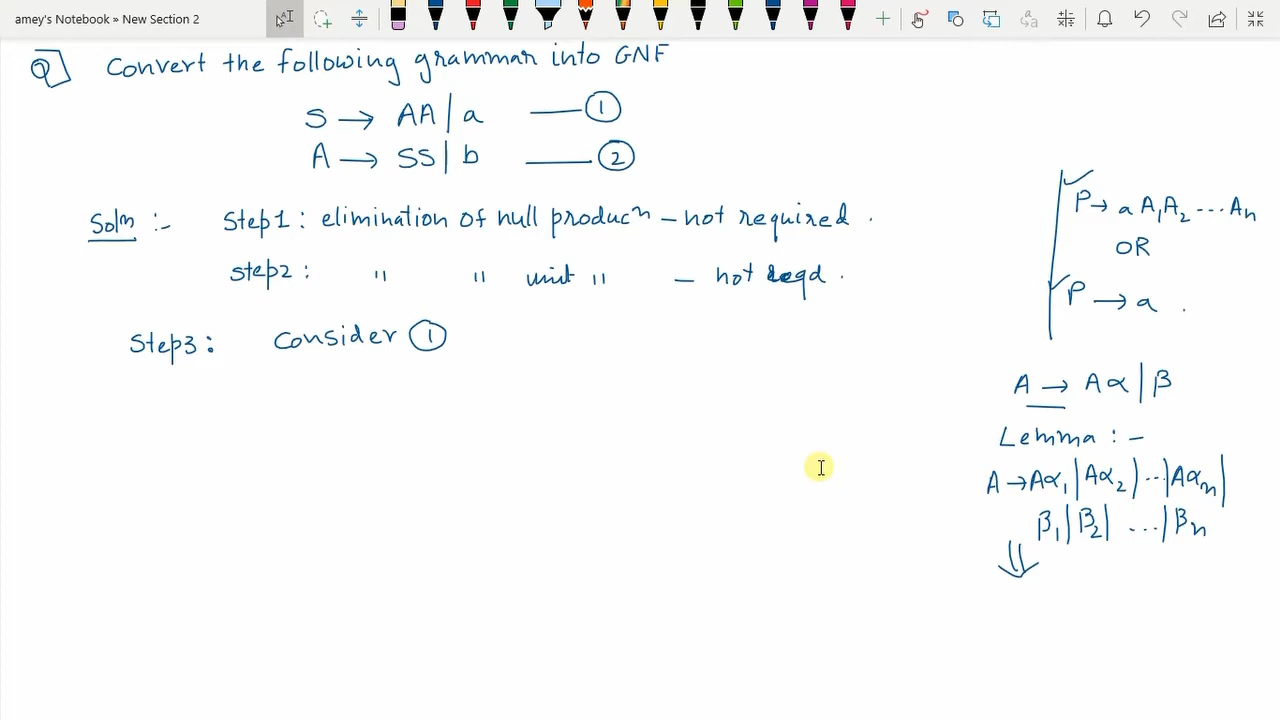 amey's Notebook » New Section 2
Q] Convert the following grammar into GNF
S → AA | a —— ①
A → SS | b —— ②
Solⁿ :- Step1 : elimination of null producⁿ – not required .
Step2 : " " unit " – not reqd .
Step3 : Consider ①
P → a A₁A₂ ... Aₙ
OR
P → a .
A → Aα | β
Lemma : –
A → Aα₁ | Aα₂ | ... | Aαₙ |
β₁ | β₂ | ... | βₙ
⇓